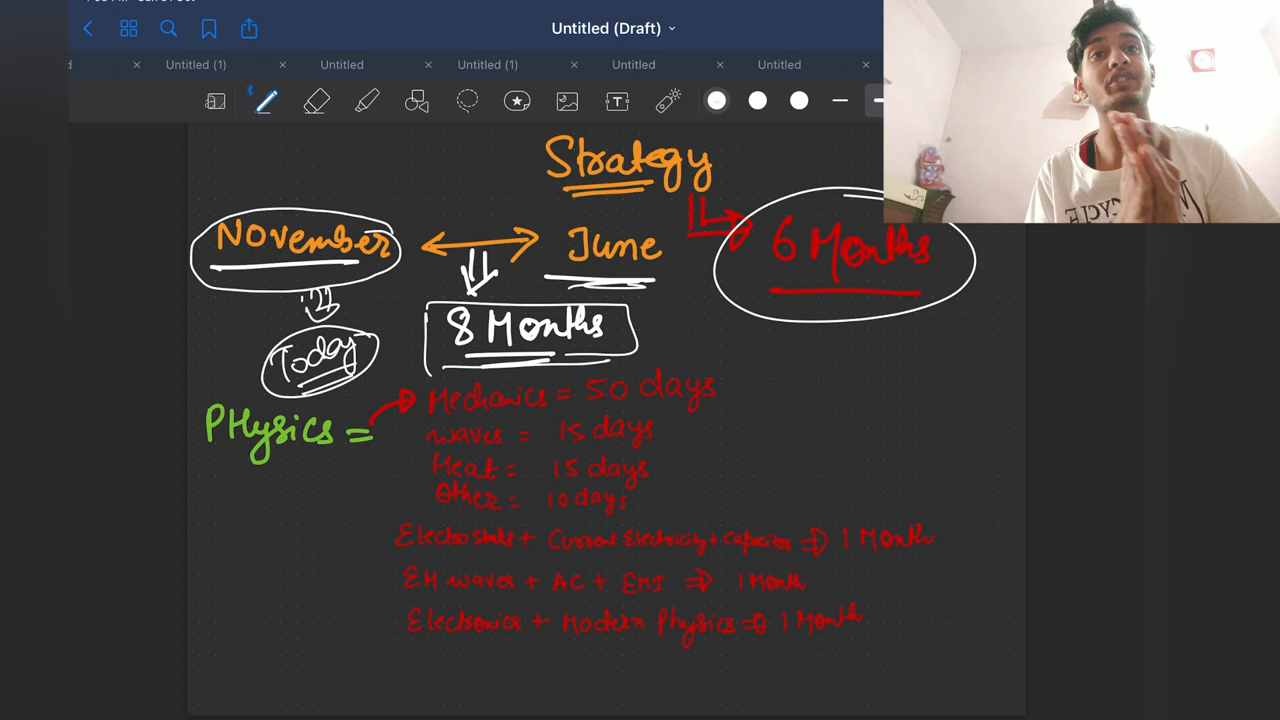 Untitled (Draft)
Untitled (1)
Untitled
Untitled (1)
Untitled
Untitled
Strategy
November
June
6 Months
8 Months
Today
Physics =
Mechanics = 50 days
waves = 15 days
Heat = 15 days
Other = 10 days
Electrostats + Current Electricity + Capacitor ⇒ 1 Month
EM waves + AC + EMI ⇒ 1 Month
Electronics + Modern Physics ⇒ 1 Month